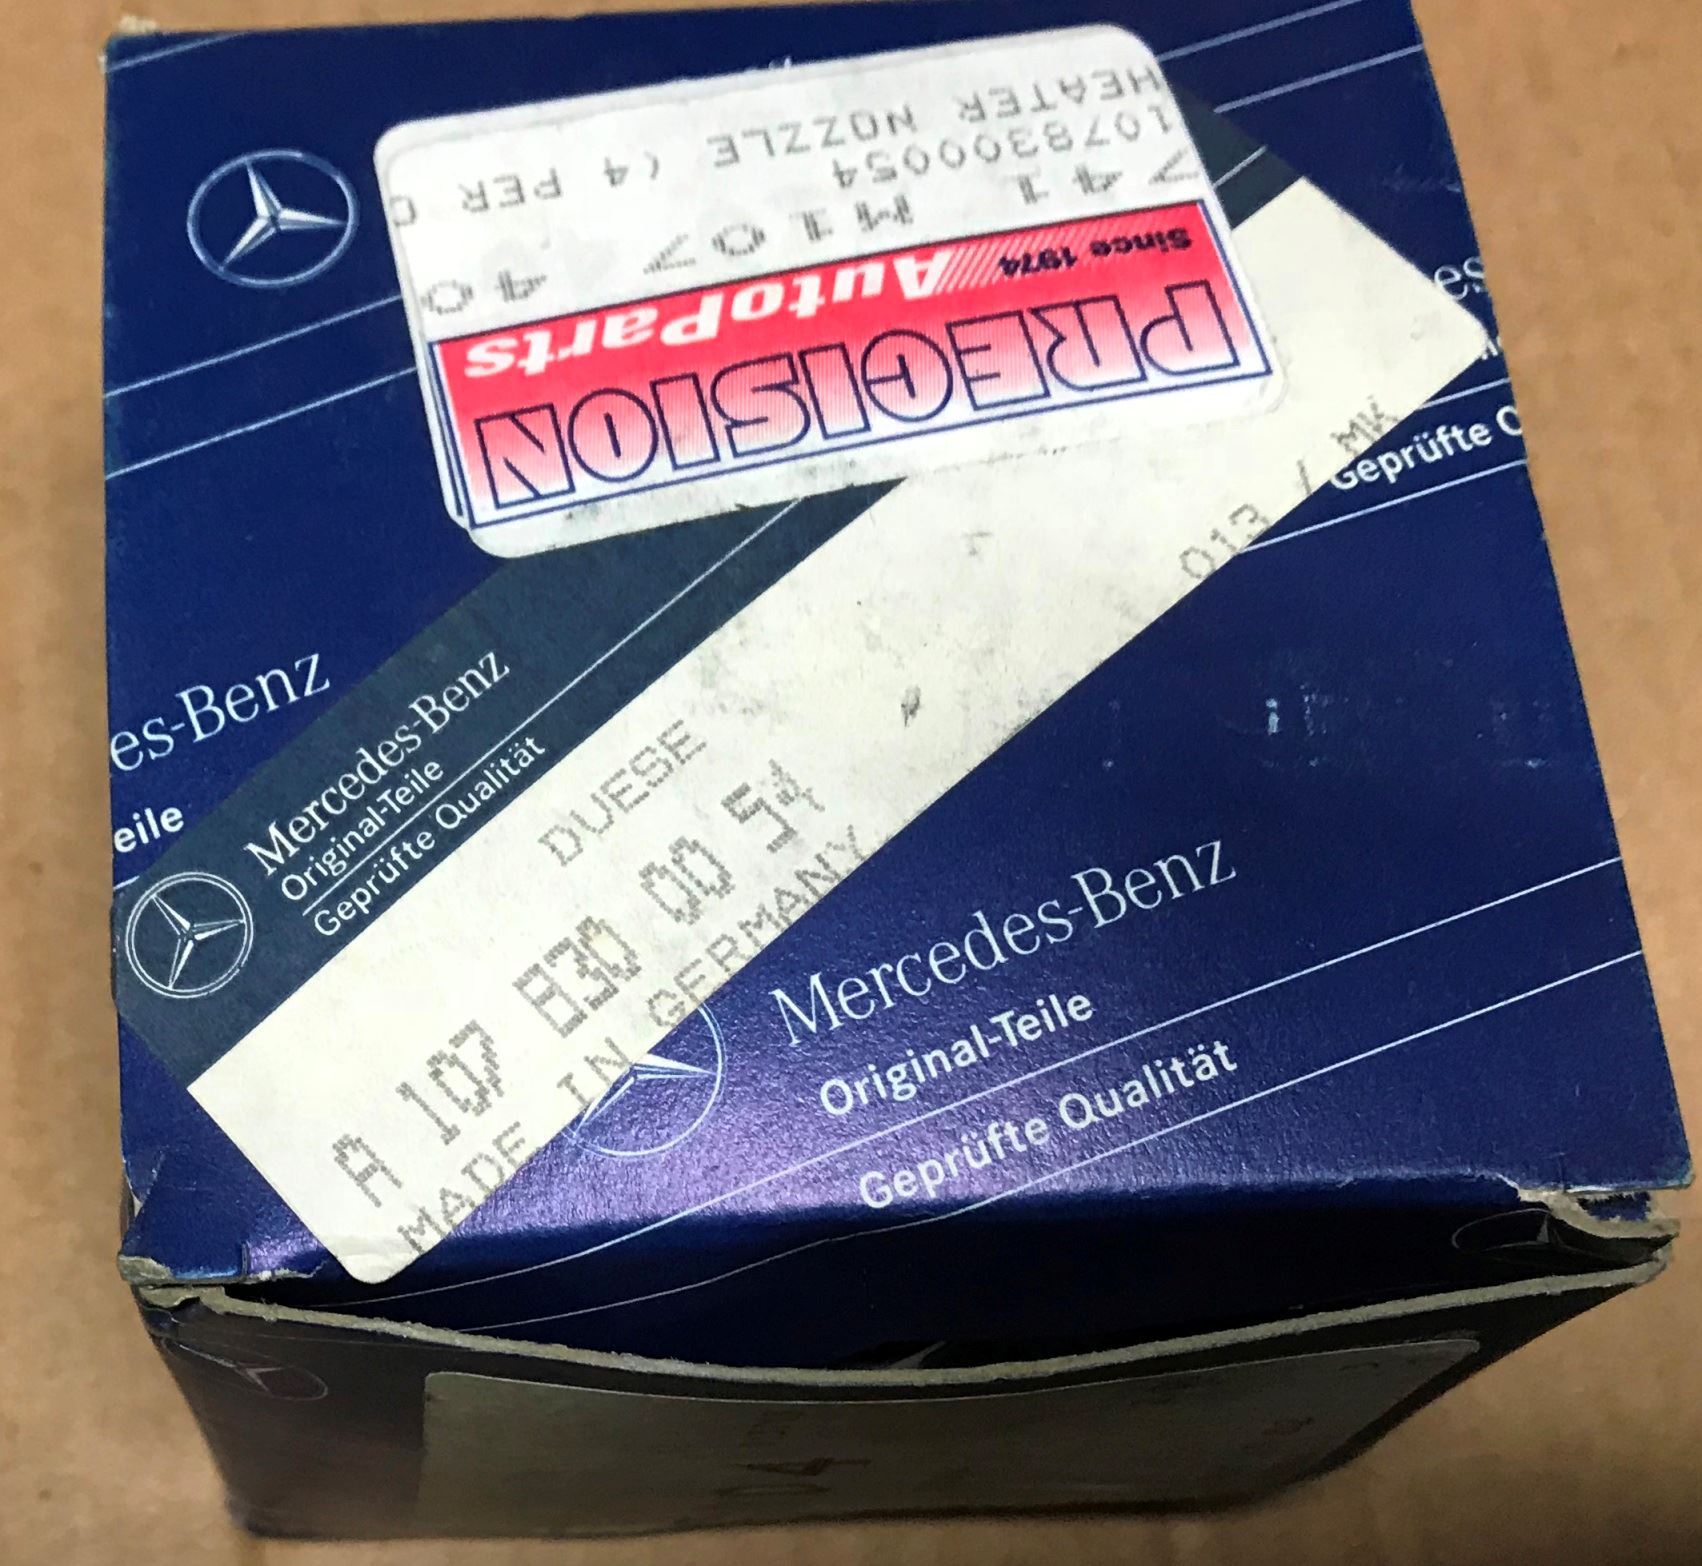 PRECISION
AutoParts
Since 1974
741 M107 40
1078300054
HEATER NOZZLE (4 PER C
es-Benz
eile
Mercedes-Benz
Original-Teile
Geprüfte Qualität
DUESE
A 107 830 00 54
MADE IN GERMANY
013 / MK
es
Geprüfte Q
Mercedes-Benz
Original-Teile
Geprüfte Qualität